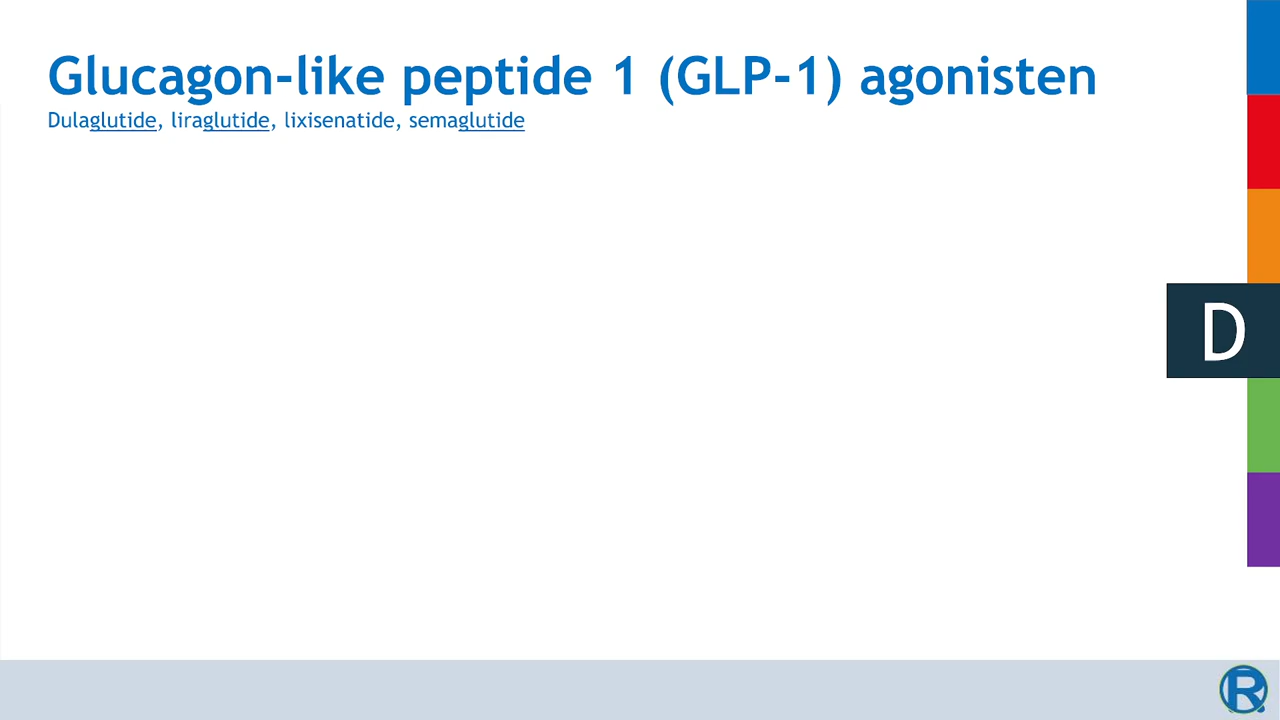 Glucagon-like peptide 1 (GLP-1) agonisten
Dulaglutide, liraglutide, lixisenatide, semaglutide
D
R